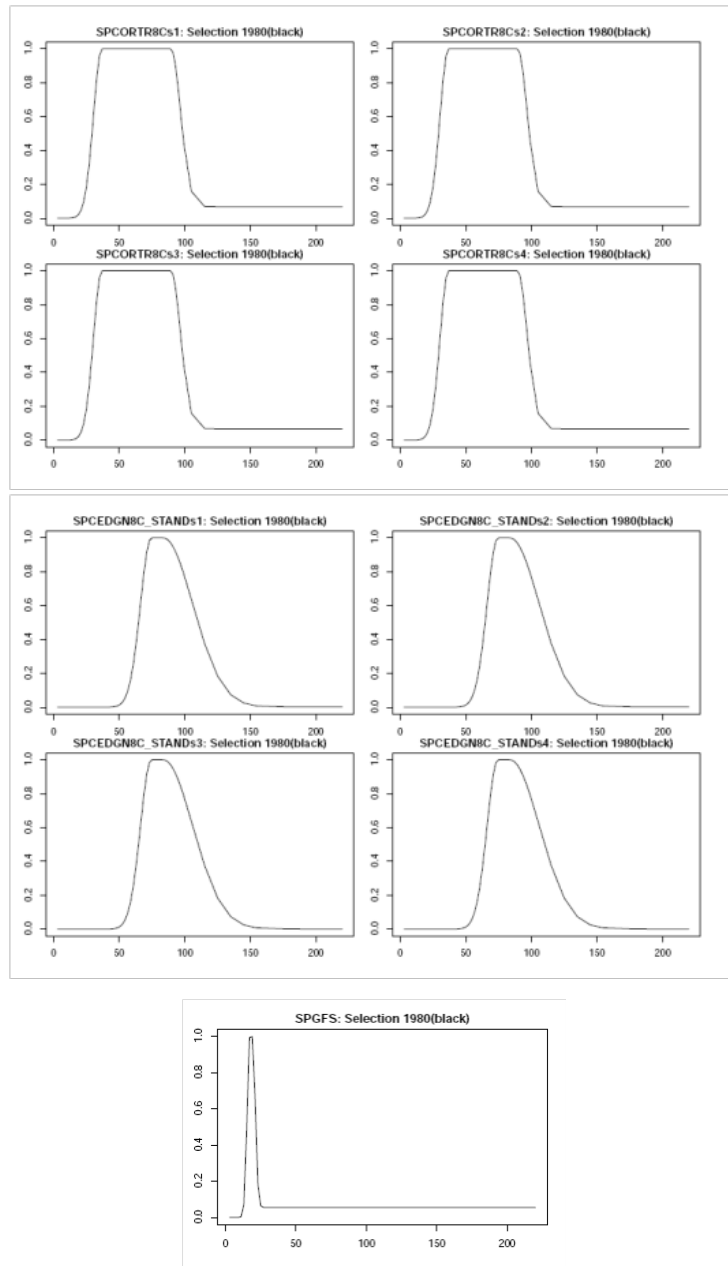 SPCORTR8Cs1: Selection 1980(black)
SPCORTR8Cs2: Selection 1980(black)
0.0 0.2 0.4 0.6 0.8 1.0
0.0 0.2 0.4 0.6 0.8 1.0
0 50 100 150 200
0 50 100 150 200
SPCORTR8Cs3: Selection 1980(black)
SPCORTR8Cs4: Selection 1980(black)
0.0 0.2 0.4 0.6 0.8 1.0
0.0 0.2 0.4 0.6 0.8 1.0
0 50 100 150 200
0 50 100 150 200
SPCEDGN8C_STANDs1: Selection 1980(black)
SPCEDGN8C_STANDs2: Selection 1980(black)
0.0 0.2 0.4 0.6 0.8 1.0
0.0 0.2 0.4 0.6 0.8 1.0
0 50 100 150 200
0 50 100 150 200
SPCEDGN8C_STANDs3: Selection 1980(black)
SPCEDGN8C_STANDs4: Selection 1980(black)
0.0 0.2 0.4 0.6 0.8 1.0
0.0 0.2 0.4 0.6 0.8 1.0
0 50 100 150 200
0 50 100 150 200
SPGFS: Selection 1980(black)
0.0 0.2 0.4 0.6 0.8 1.0
0 50 100 150 200